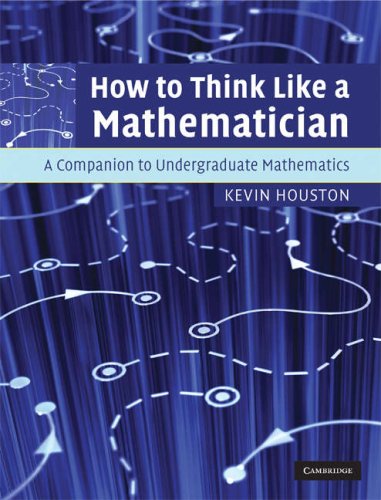 How to Think Like a
Mathematician
A Companion to Undergraduate Mathematics
KEVIN HOUSTON
CAMBRIDGE